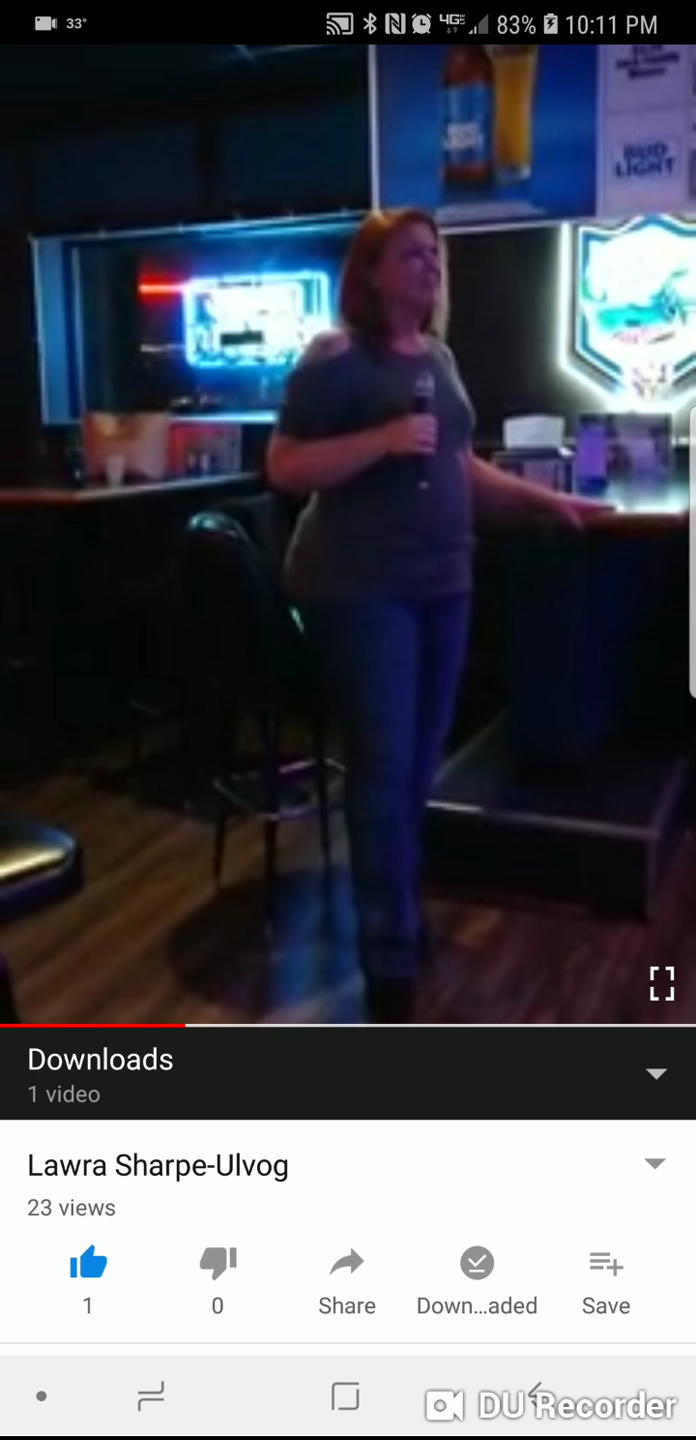 33°
4GE 83% 10:11 PM
BUD
LIGHT
Downloads
1 video
Lawra Sharpe-Ulvog
23 views
1 0 Share Down...aded Save
DU Recorder